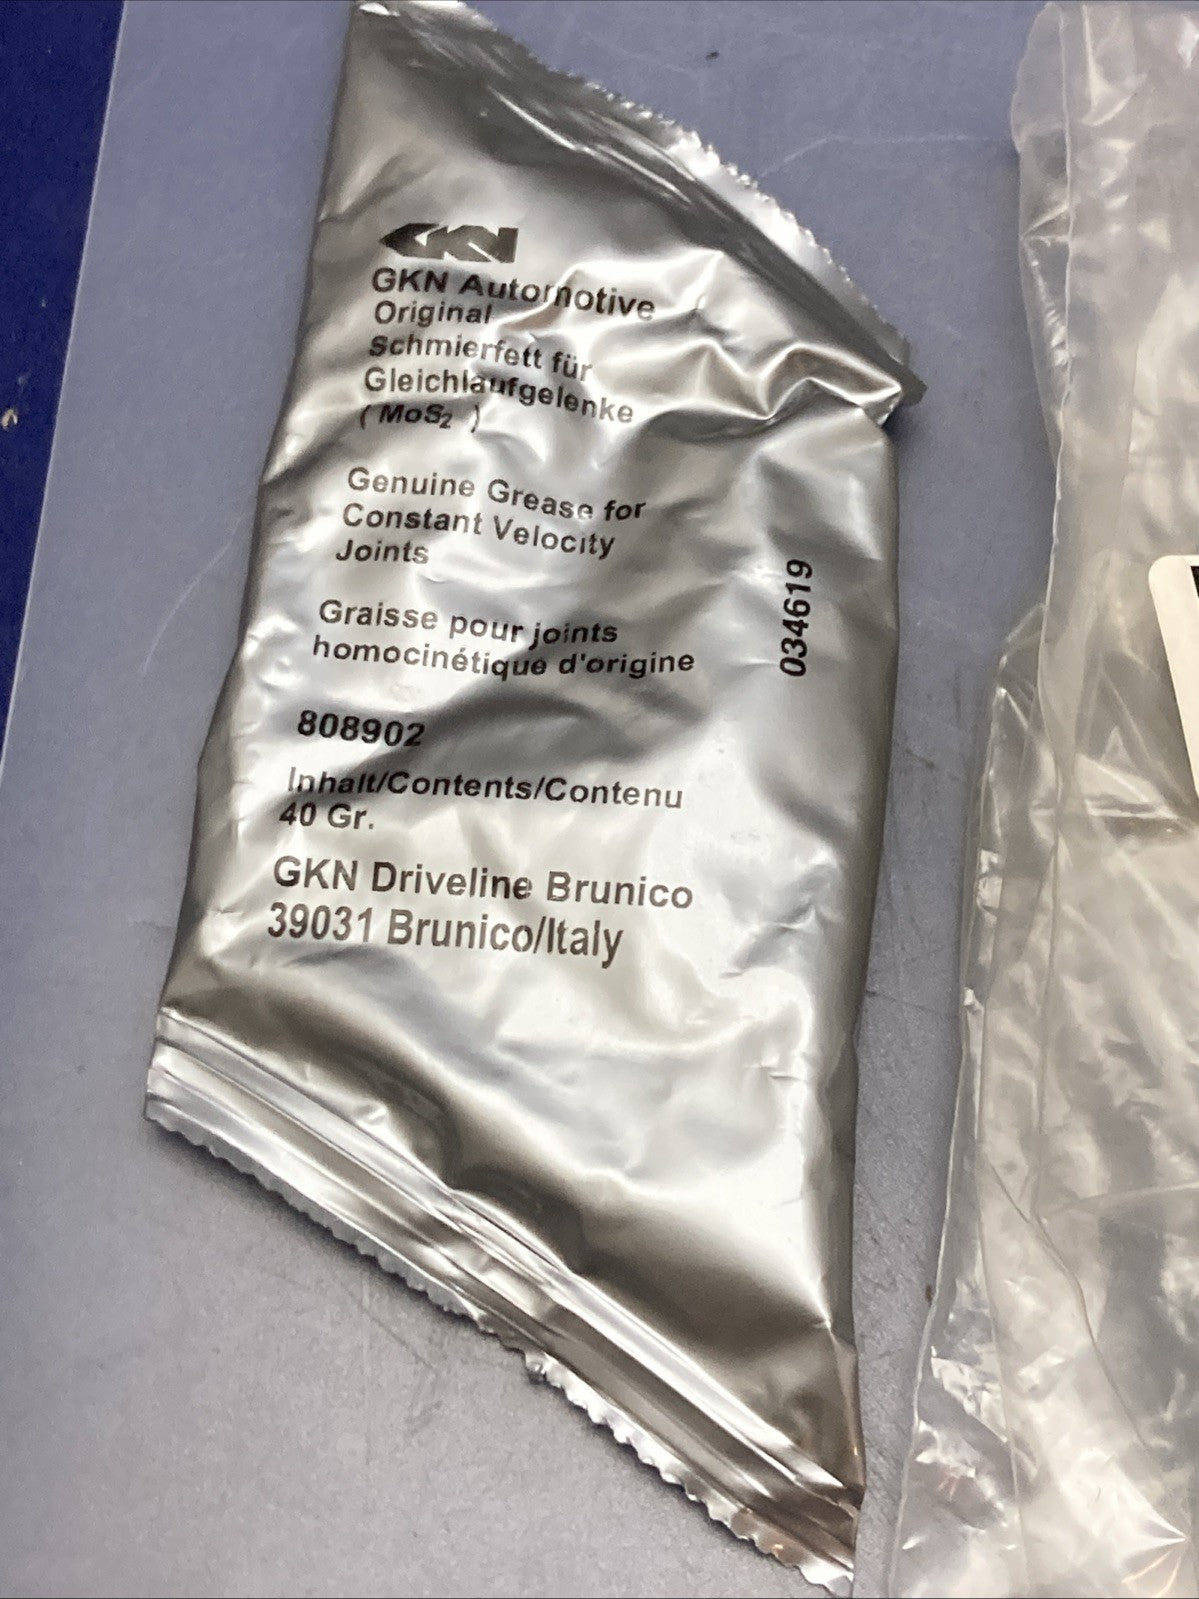 GKN
GKN Automotive
Original
Schmierfett für
Gleichlaufgelenke
( MoS₂ )
Genuine Grease for
Constant Velocity
Joints
Graisse pour joints
homocinétique d'origine
808902
Inhalt/Contents/Contenu
40 Gr.
GKN Driveline Brunico
39031 Brunico/Italy
034619